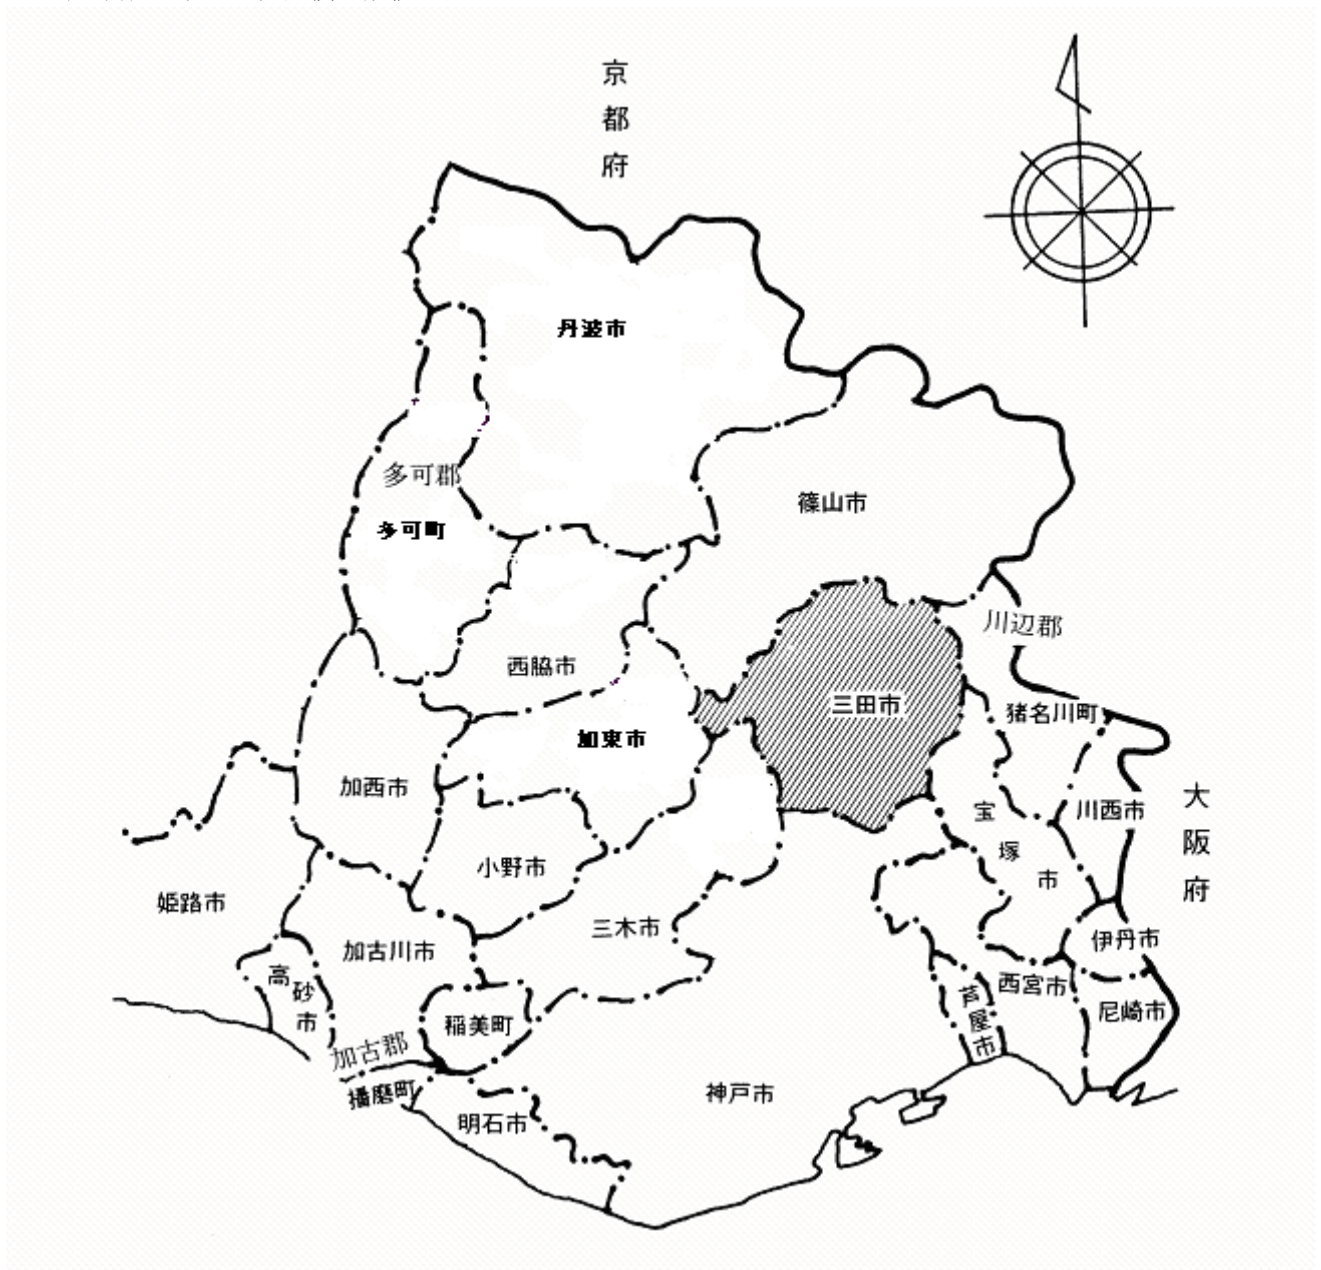 京都府
丹波市
多可郡
篠山市
多可町
川辺郡
西脇市
三田市
猪名川町
加東市
加西市
大阪府
川西市
宝塚市
小野市
姫路市
三木市
伊丹市
加古川市
高砂市
西宮市
芦屋市
尼崎市
稲美町
加古郡
播磨町
神戸市
明石市